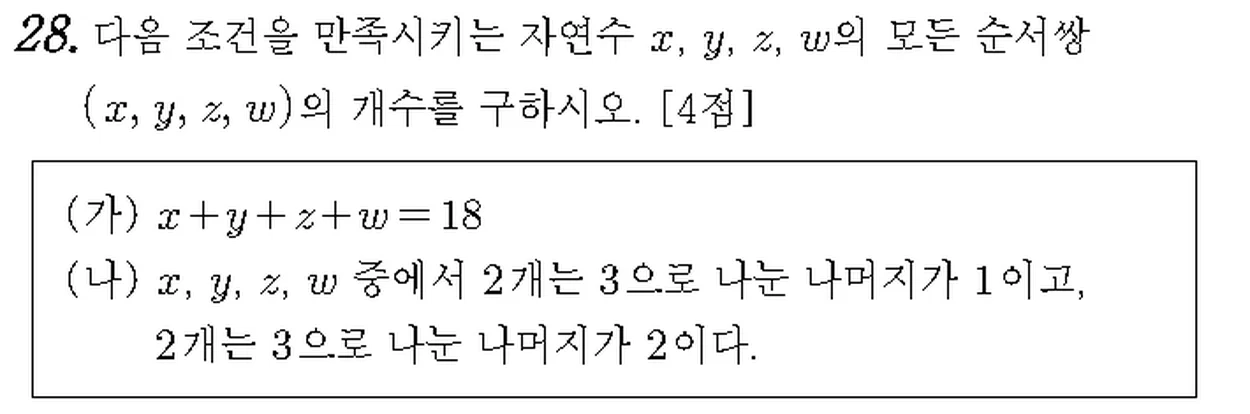 28. 다음 조건을 만족시키는 자연수 x, y, z, w의 모든 순서쌍
(x, y, z, w)의 개수를 구하시오. [4점]
(가) x+y+z+w=18
(나) x, y, z, w 중에서 2개는 3으로 나눈 나머지가 1이고,
2개는 3으로 나눈 나머지가 2이다.